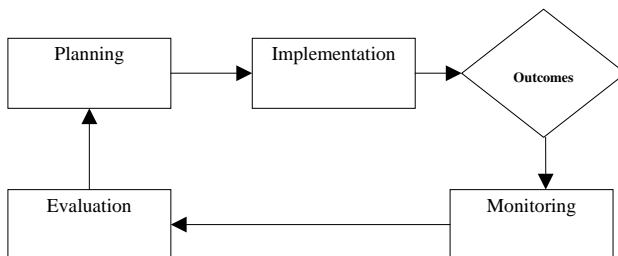 Planning
Implementation
Outcomes
Evaluation
Monitoring